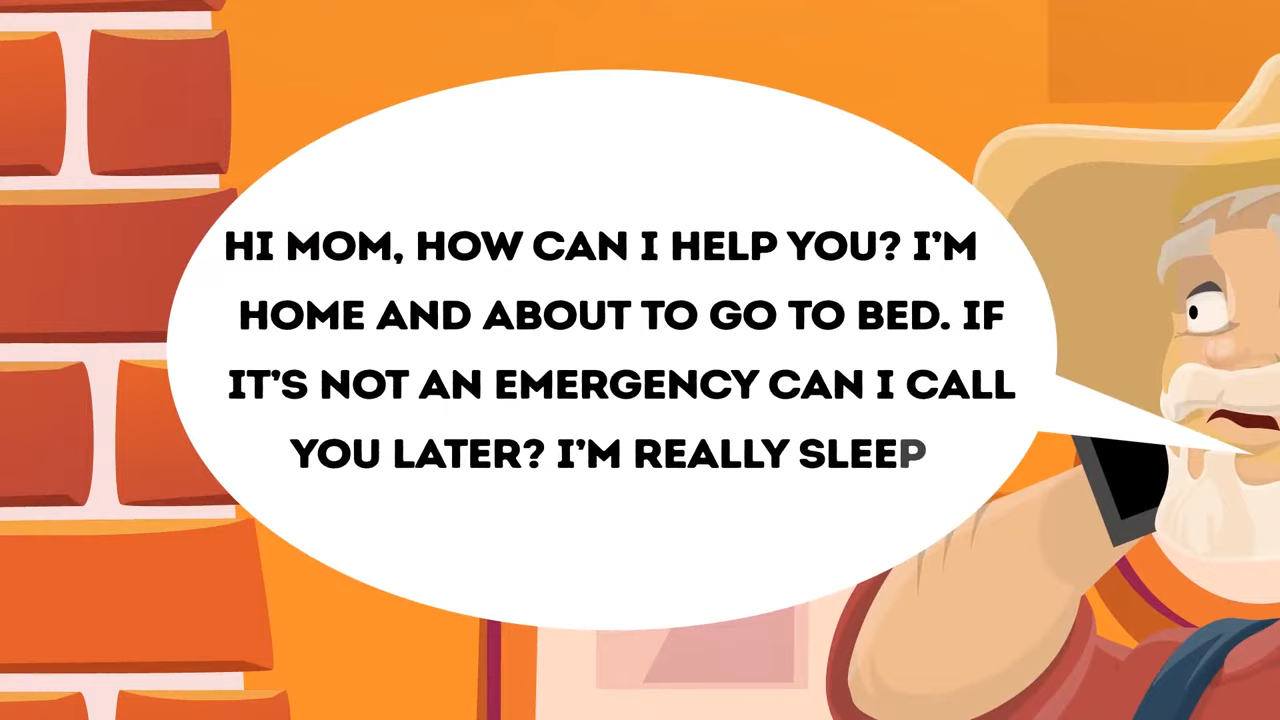 HI MOM, HOW CAN I HELP YOU? I'M
HOME AND ABOUT TO GO TO BED. IF
IT'S NOT AN EMERGENCY CAN I CALL
YOU LATER? I'M REALLY SLEEP